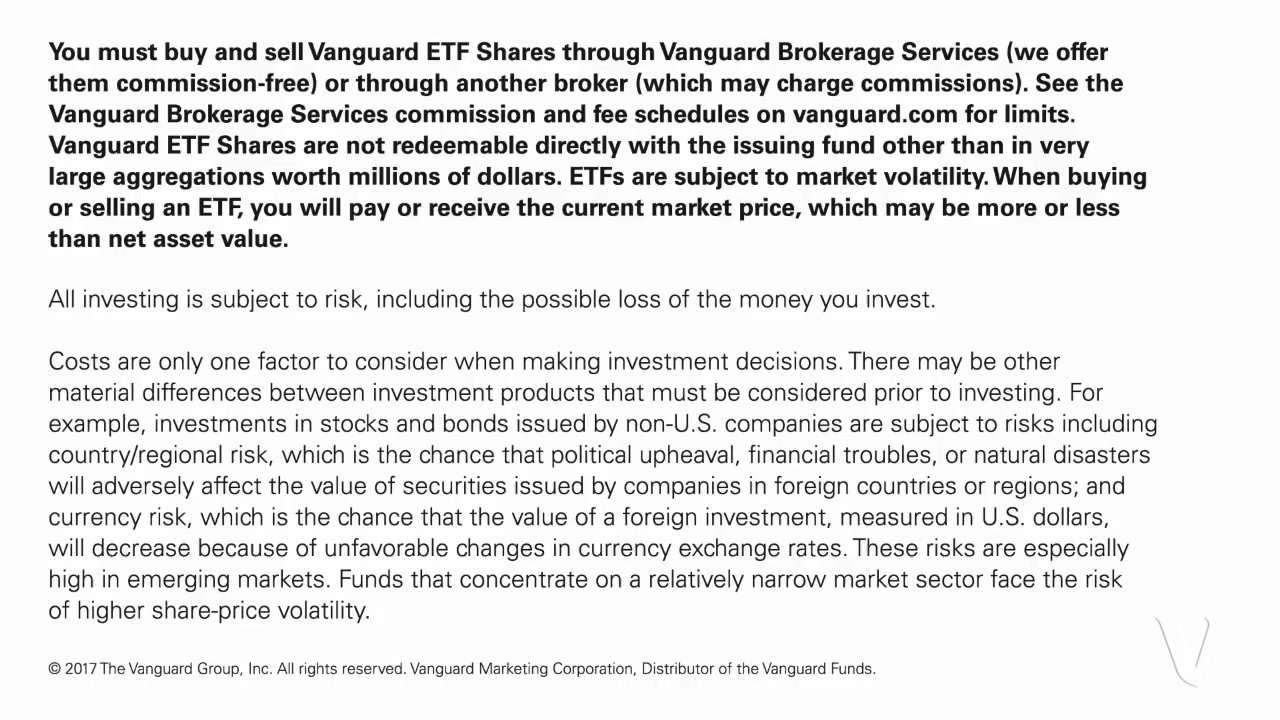 You must buy and sell Vanguard ETF Shares through Vanguard Brokerage Services (we offer
them commission-free) or through another broker (which may charge commissions). See the
Vanguard Brokerage Services commission and fee schedules on vanguard.com for limits.
Vanguard ETF Shares are not redeemable directly with the issuing fund other than in very
large aggregations worth millions of dollars. ETFs are subject to market volatility. When buying
or selling an ETF, you will pay or receive the current market price, which may be more or less
than net asset value.
All investing is subject to risk, including the possible loss of the money you invest.
Costs are only one factor to consider when making investment decisions. There may be other
material differences between investment products that must be considered prior to investing. For
example, investments in stocks and bonds issued by non-U.S. companies are subject to risks including
country/regional risk, which is the chance that political upheaval, financial troubles, or natural disasters
will adversely affect the value of securities issued by companies in foreign countries or regions; and
currency risk, which is the chance that the value of a foreign investment, measured in U.S. dollars,
will decrease because of unfavorable changes in currency exchange rates. These risks are especially
high in emerging markets. Funds that concentrate on a relatively narrow market sector face the risk
of higher share-price volatility.
© 2017 The Vanguard Group, Inc. All rights reserved. Vanguard Marketing Corporation, Distributor of the Vanguard Funds.
V